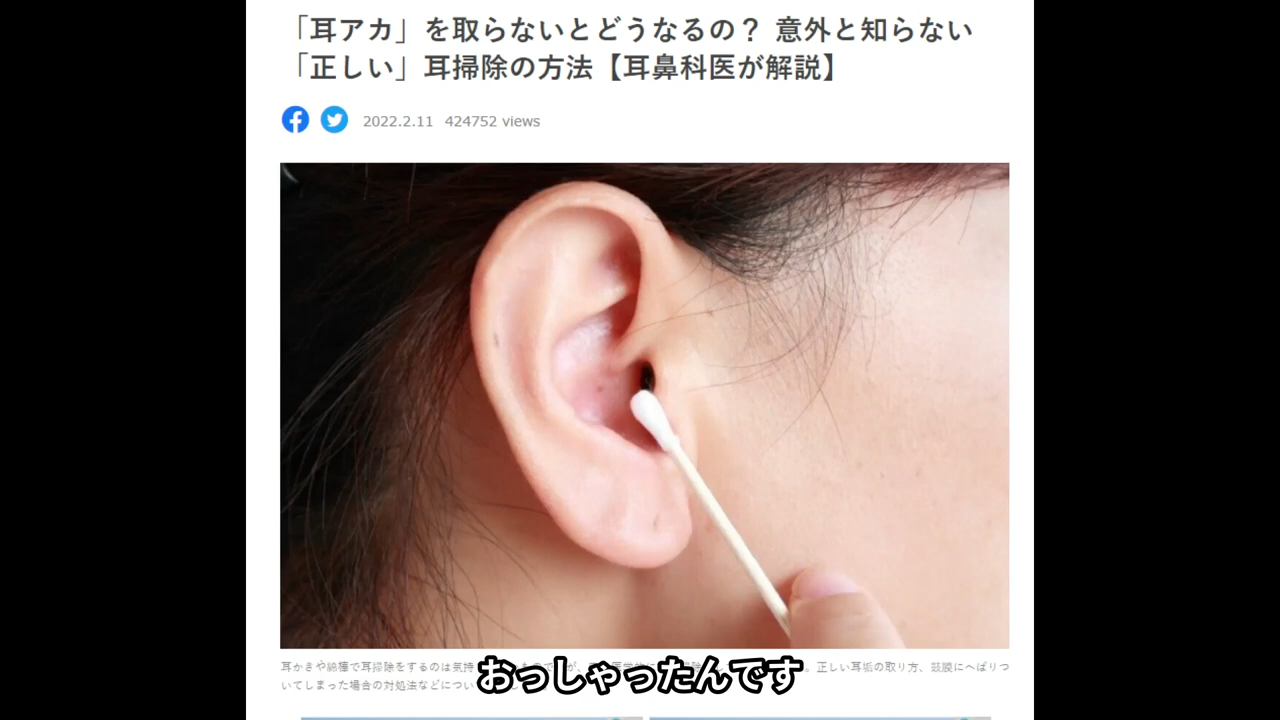 「耳アカ」を取らないとどうなるの？ 意外と知らない
「正しい」耳掃除の方法【耳鼻科医が解説】
2022.2.11 424752 views
耳かきや綿棒で耳掃除をするのは気持
。正しい耳垢の取り方、鼓膜にへばりつ
いてしまった場合の対処法などについ
おっしゃったんです